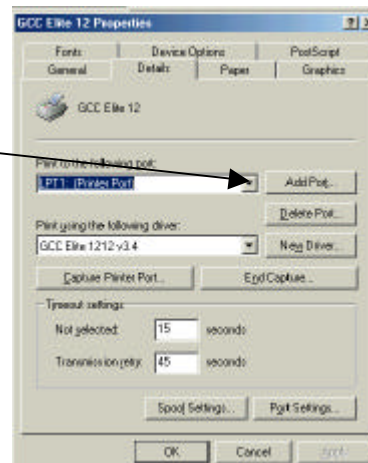 GCC Elite 12 Properties
Fonts Device Options PostScript
General Details Paper Graphics
GCC Elite 12
Print to the following port:
LPT1: (Printer Port) Add Port...
Delete Port...
Print using the following driver:
GCC Elite 1212 v3.4 New Driver...
Capture Printer Port... End Capture...
Timeout settings
Not selected: 15 seconds
Transmission retry: 45 seconds
Spool Settings... Port Settings...
OK Cancel Apply